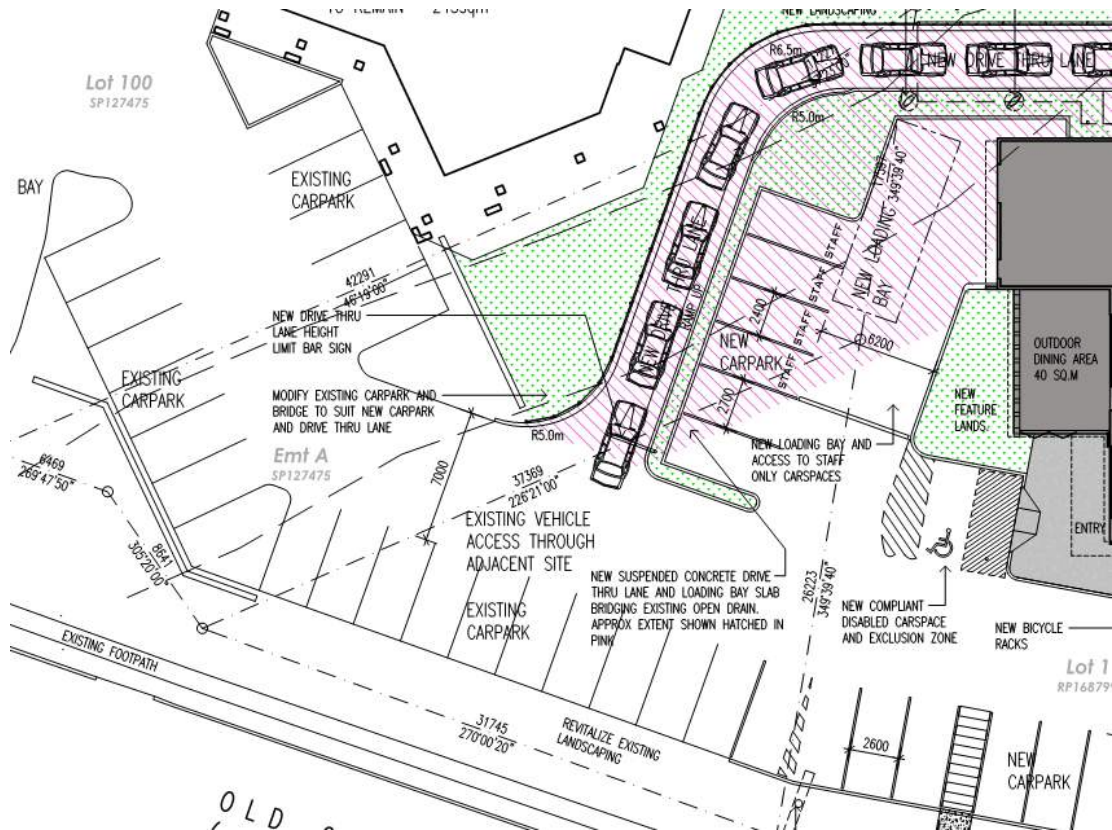 TO REMAIN 213sqm
NEW LANDSCAPING
Lot 100
SP127475
R6.5m
NEW DRIVE THRU LANE
R5.0m
BAY
EXISTING
CARPARK
17597
349°39'40"
NEW LOADING
BAY
STAFF STAFF STAFF STAFF
42291
46°19'00"
NEW DRIVE THRU LANE
RAMP UP
2400
6200
NEW DRIVE THRU
LANE HEIGHT
LIMIT BAR SIGN
NEW
CARPARK
OUTDOOR
DINING AREA
40 SQ.M
EXISTING
CARPARK
MODIFY EXISTING CARPARK AND
BRIDGE TO SUIT NEW CARPARK
AND DRIVE THRU LANE
2700
NEW
FEATURE
LANDS.
R5.0m
NEW LOADING BAY AND
ACCESS TO STAFF
ONLY CARSPACES
Emt A
SP127475
269°47'50"
7000
37369
226°21'00"
EXISTING VEHICLE
ACCESS THROUGH
ADJACENT SITE
8641
305°20'00"
ENTRY
NEW SUSPENDED CONCRETE DRIVE
THRU LANE AND LOADING BAY SLAB
BRIDGING EXISTING OPEN DRAIN.
APPROX EXTENT SHOWN HATCHED IN
PINK
26223
349°39'40"
NEW COMPLIANT
DISABLED CARSPACE
AND EXCLUSION ZONE
NEW BICYCLE
RACKS
EXISTING
CARPARK
EXISTING FOOTPATH
Lot 1
RP168799
31745
270°00'20"
REVITALIZE EXISTING
LANDSCAPING
2600
NEW
CARPARK
OLD